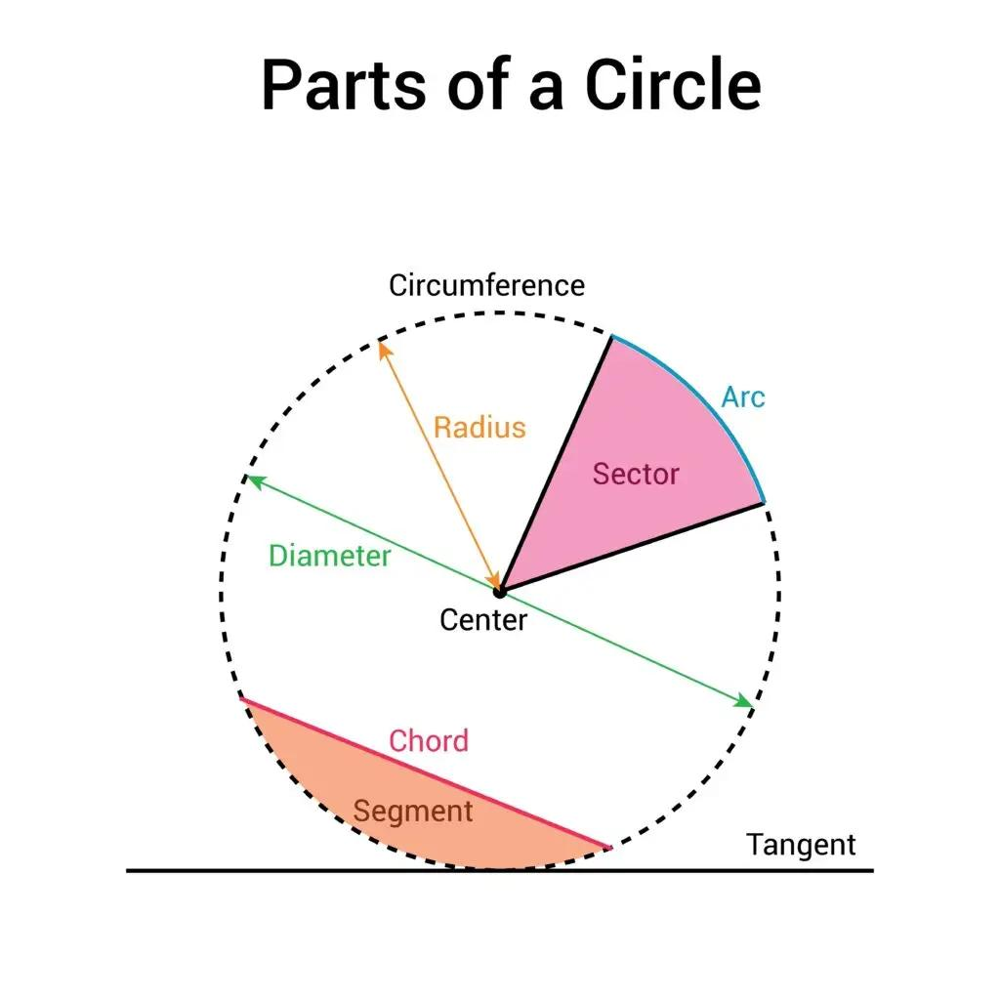 Parts of a Circle
Circumference
Arc
Radius
Sector
Diameter
Center
Chord
Segment
Tangent